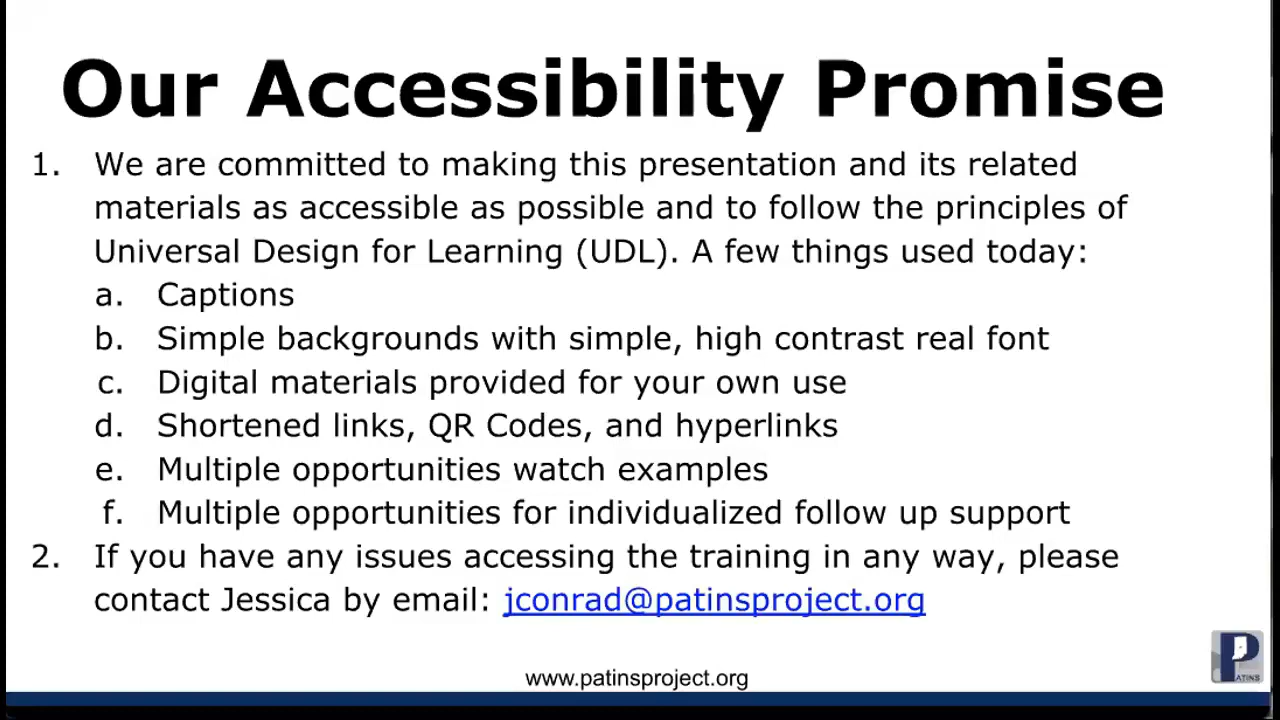 Our Accessibility Promise
1. We are committed to making this presentation and its related
materials as accessible as possible and to follow the principles of
Universal Design for Learning (UDL). A few things used today:
a. Captions
b. Simple backgrounds with simple, high contrast real font
c. Digital materials provided for your own use
d. Shortened links, QR Codes, and hyperlinks
e. Multiple opportunities watch examples
f. Multiple opportunities for individualized follow up support
2. If you have any issues accessing the training in any way, please
contact Jessica by email: jconrad@patinsproject.org
www.patinsproject.org
PATINS